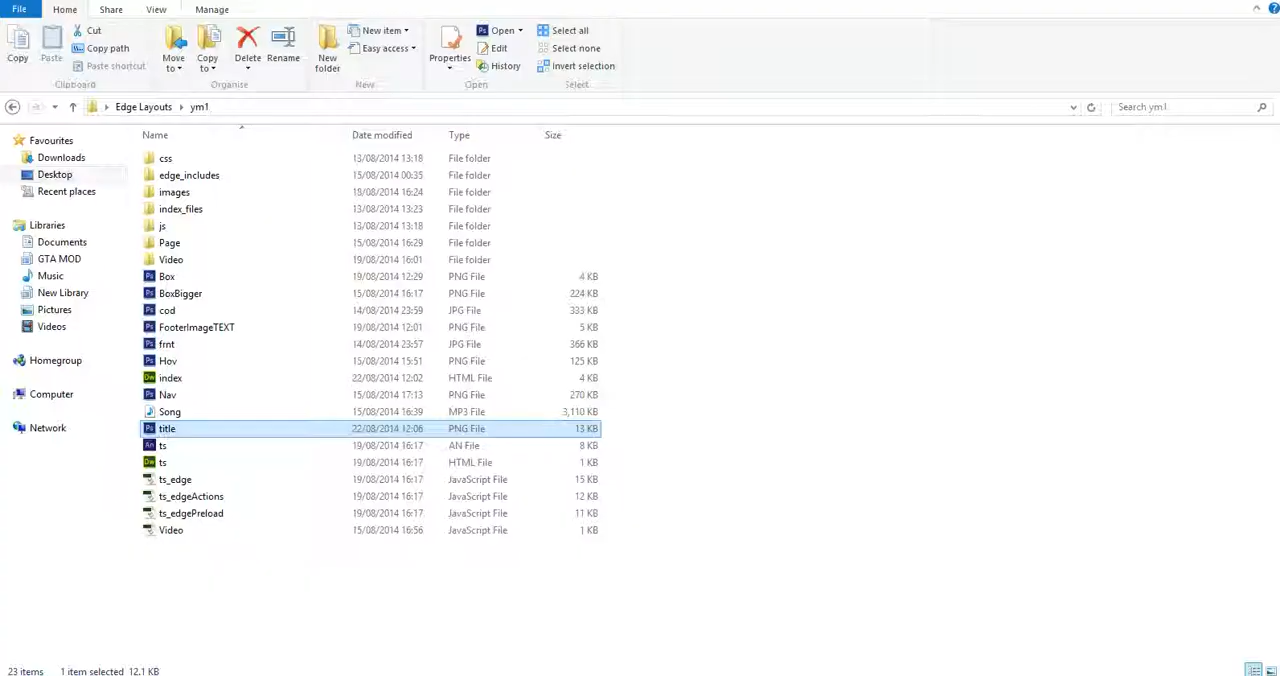 File Home Share View Manage
Copy Paste Cut Copy path Paste shortcut Move to Copy to Delete Rename New folder New item Easy access Properties Open Edit History Select all Select none Invert selection
Clipboard Organise New Open Select
Edge Layouts ym1 Search ym1
Name Date modified Type Size
Favourites
Downloads
Desktop
Recent places
Libraries
Documents
GTA MOD
Music
New Library
Pictures
Videos
Homegroup
Computer
Network
css 13/08/2014 13:18 File folder
edge_includes 15/08/2014 00:35 File folder
images 18/08/2014 16:24 File folder
index_files 13/08/2014 13:23 File folder
js 13/08/2014 13:18 File folder
Page 15/08/2014 16:29 File folder
Video 19/08/2014 16:01 File folder
Box 19/08/2014 12:29 PNG File 4 KB
BoxBigger 15/08/2014 16:17 PNG File 224 KB
cod 14/08/2014 23:59 JPG File 333 KB
FooterImageTEXT 19/08/2014 12:01 PNG File 5 KB
frnt 14/08/2014 23:57 JPG File 366 KB
Hov 15/08/2014 15:51 PNG File 125 KB
index 22/08/2014 12:02 HTML File 4 KB
Nav 15/08/2014 17:13 PNG File 270 KB
Song 15/08/2014 16:39 MP3 File 3,110 KB
title 22/08/2014 12:06 PNG File 13 KB
ts 19/08/2014 16:17 AN File 8 KB
ts 19/08/2014 16:17 HTML File 1 KB
ts_edge 19/08/2014 16:17 JavaScript File 15 KB
ts_edgeActions 19/08/2014 16:17 JavaScript File 12 KB
ts_edgePreload 19/08/2014 16:17 JavaScript File 11 KB
Video 15/08/2014 16:56 JavaScript File 1 KB
23 items 1 item selected 12.1 KB